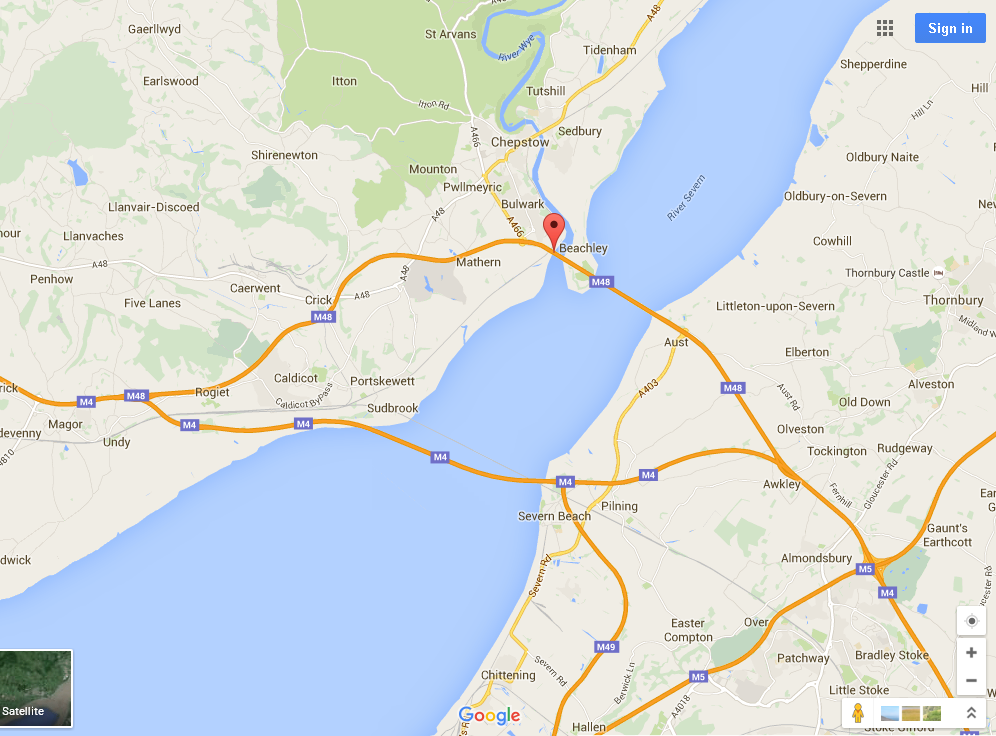 Gaerllwyd
St Arvans
River Wye
A48
Sign in
Tidenham
Shepperdine
Earlswood
Itton
Tutshill
Hill
Itton Rd
Hill Ln
A466
Sedbury
Chepstow
Shirenewton
Oldbury Naite
Mounton
Pwllmeyric
River Severn
Oldbury-on-Severn
Llanvair-Discoed
A48
Bulwark
A466
Llanvaches
Cowhill
Beachley
A48
Mathern
Penhow
A48
Thornbury Castle
Caerwent
M48
Five Lanes
Crick
A48
Thornbury
Littleton-upon-Severn
M48
Midland W
Aust
Elberton
Caldicot
Portskewett
A403
M48
Alveston
Rogiet
M48
M4
Caldicot ByPass
Aust Rd
Old Down
Sudbrook
Magor
M4
M4
Olveston
Undy
Tockington
Rudgeway
M4
M4
M4
Gloucester Rd
Awkley
Fernhill
Pilning
Severn Beach
Gaunt's
Earthcott
Almondsbury
Severn Rd
M5
M4
Easter
Compton
Over
M49
Patchway
Bradley Stoke
Severn Rd
Chittening
Berwick Ln
M5
Little Stoke
A4018
Satellite
Google
Hallen
Stoke Gifford